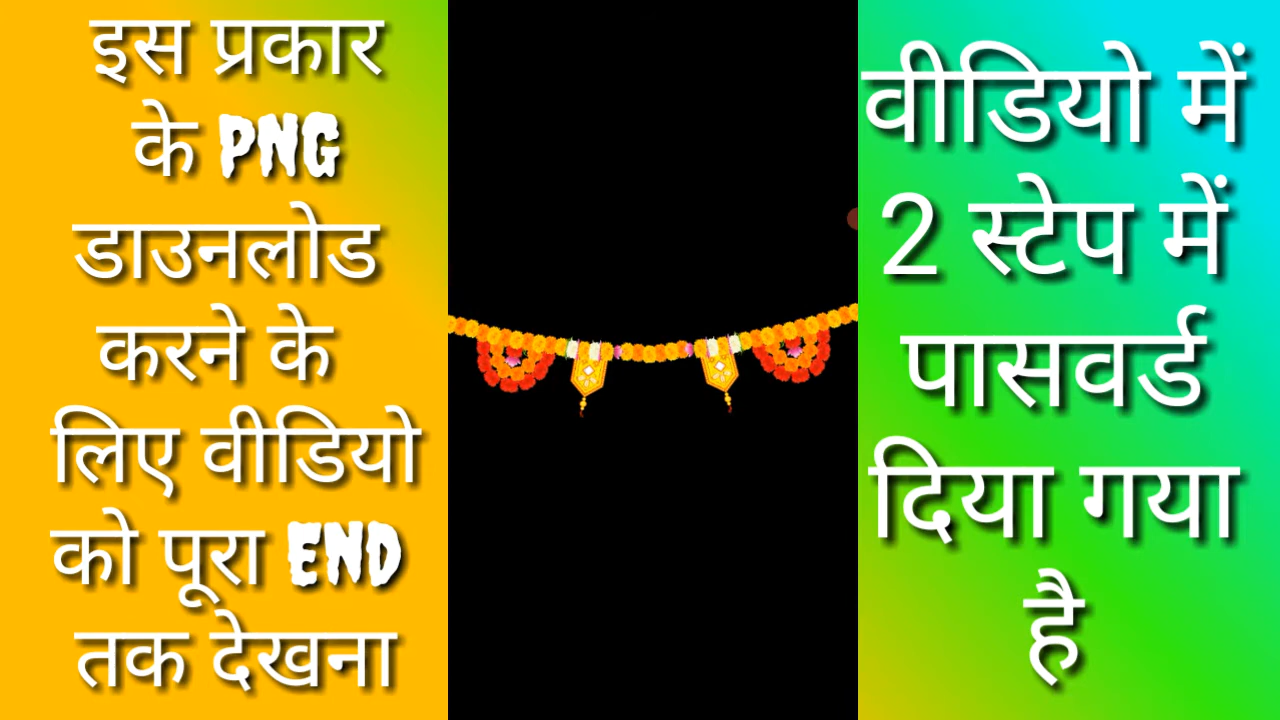 इस प्रकार
के PNG
डाउनलोड
करने के
लिए वीडियो
को पूरा END
तक देखना
वीडियो में
2 स्टेप में
पासवर्ड
दिया गया
है